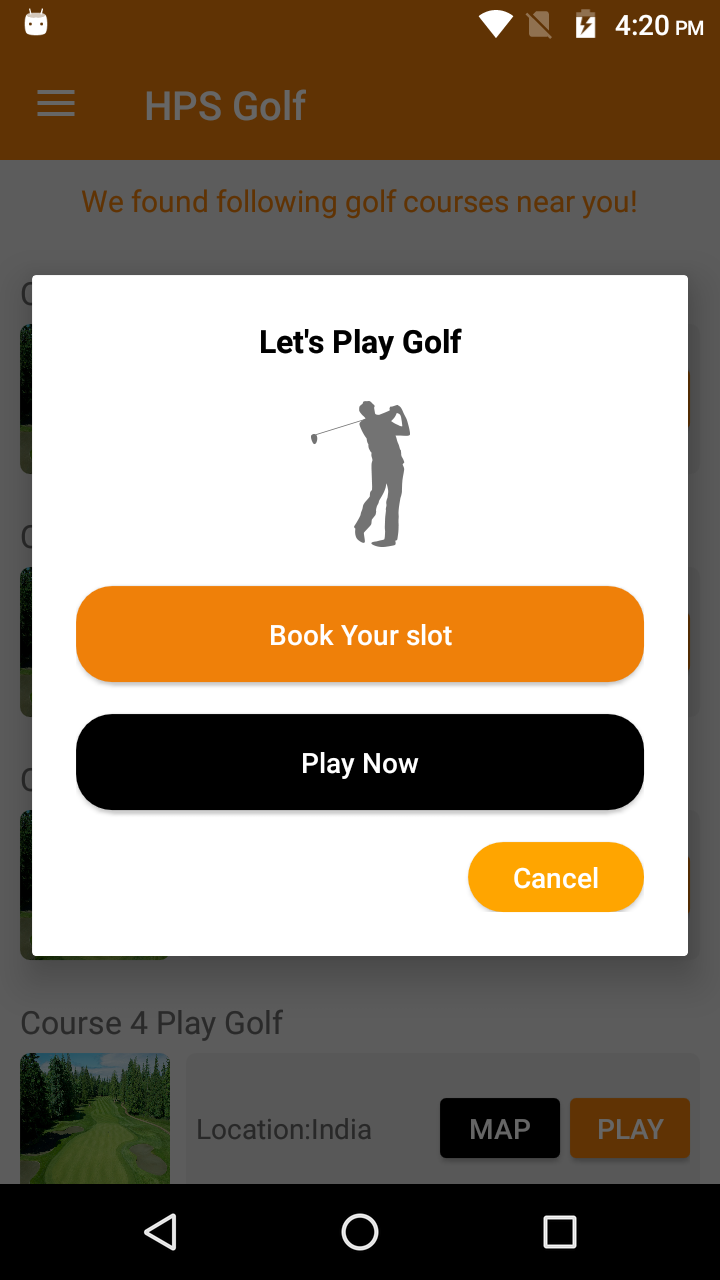 4:20 PM
HPS Golf
We found following golf courses near you!
Let's Play Golf
Book Your slot
Play Now
Cancel
Course 4 Play Golf
Location:India
MAP
PLAY